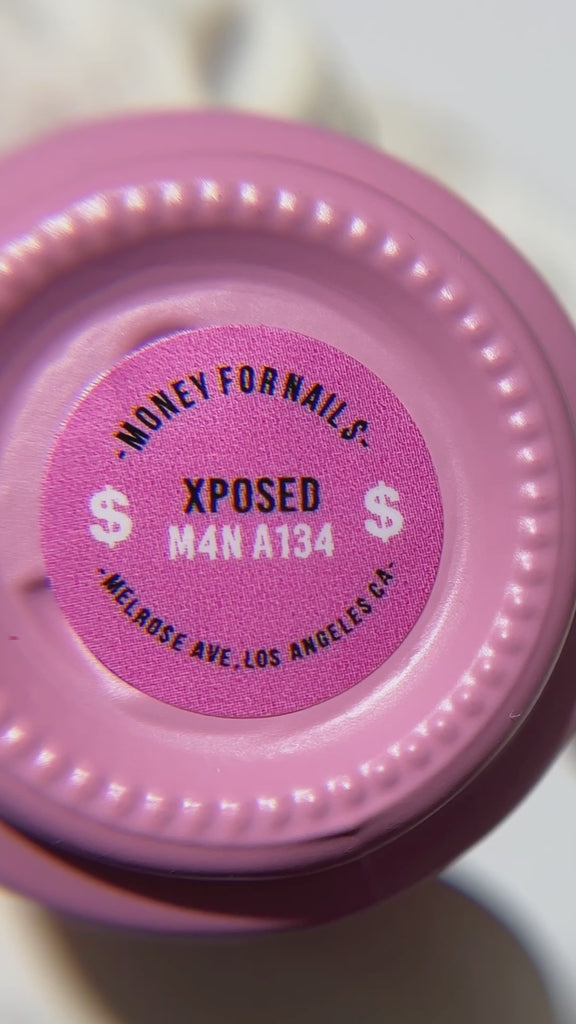 -MONEY FOR NAILS-
XPOSED
$ $
M4N A134
-MELROSE AVE, LOS ANGELES CA-